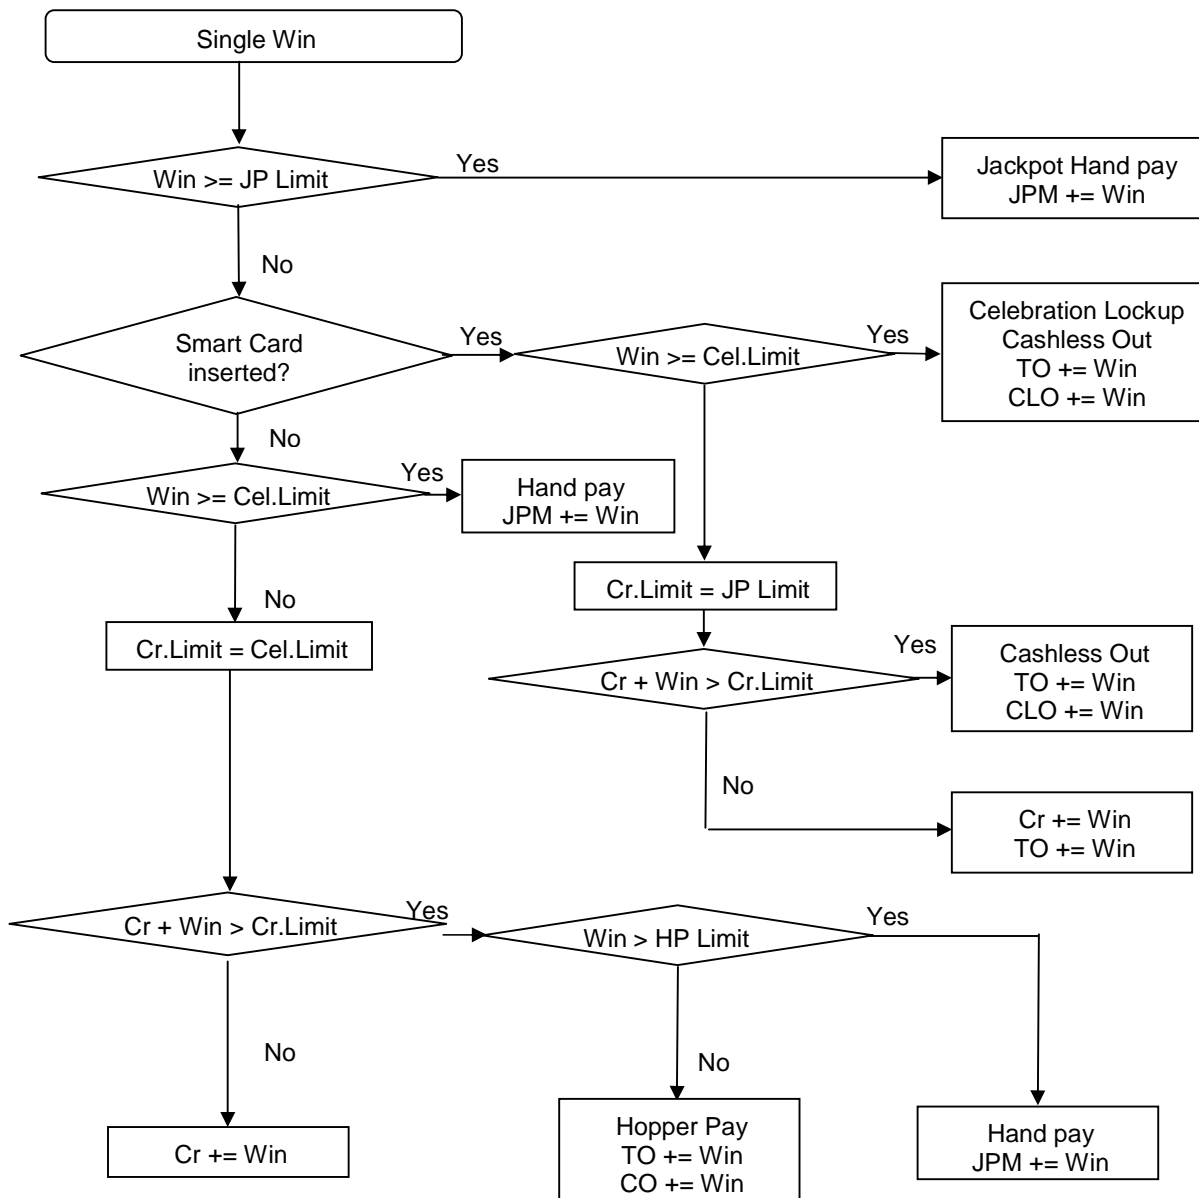 Single Win
Win >= JP Limit
Yes
Jackpot Hand pay
JPM += Win
No
Smart Card
inserted?
Yes
Win >= Cel.Limit
Yes
Celebration Lockup
Cashless Out
TO += Win
CLO += Win
No
Win >= Cel.Limit
Yes
Hand pay
JPM += Win
No
Cr.Limit = JP Limit
Cr.Limit = Cel.Limit
Cr + Win > Cr.Limit
Yes
Cashless Out
TO += Win
CLO += Win
No
Cr += Win
TO += Win
Cr + Win > Cr.Limit
Yes
Win > HP Limit
Yes
No
No
Cr += Win
Hopper Pay
TO += Win
CO += Win
Hand pay
JPM += Win